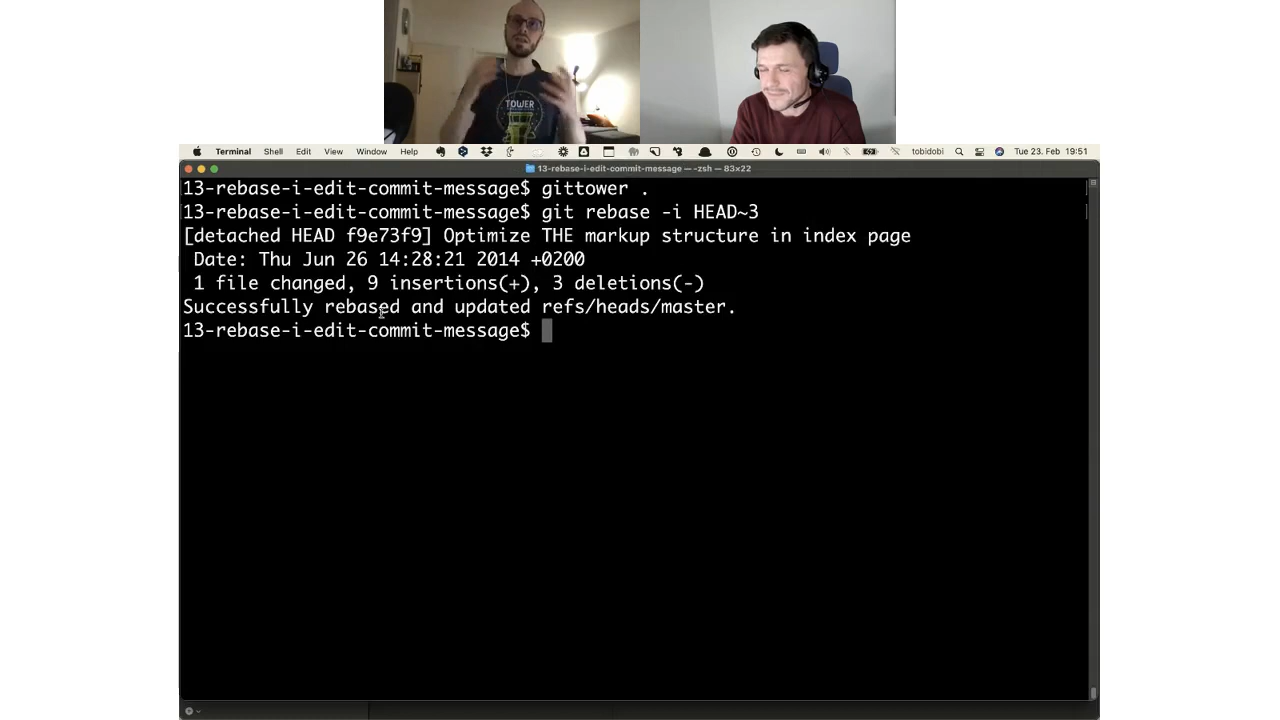 TOWER
Terminal Shell Edit View Window Help tobidobi Tue 23. Feb 19:51
13-rebase-i-edit-commit-message — -zsh — 83×22
13-rebase-i-edit-commit-message$ gittower .
13-rebase-i-edit-commit-message$ git rebase -i HEAD~3
[detached HEAD f9e73f9] Optimize THE markup structure in index page
Date: Thu Jun 26 14:28:21 2014 +0200
1 file changed, 9 insertions(+), 3 deletions(-)
Successfully rebased and updated refs/heads/master.
13-rebase-i-edit-commit-message$